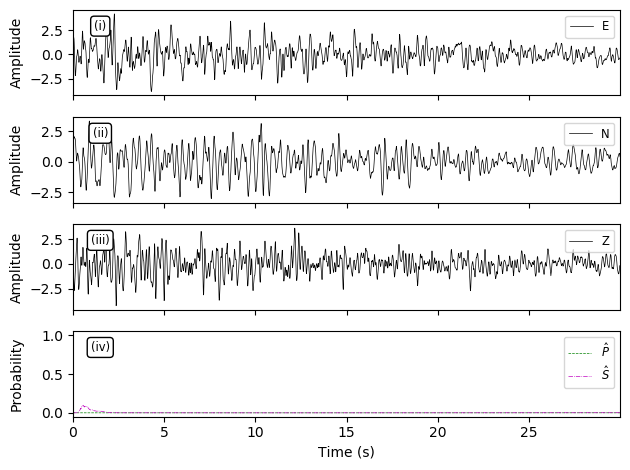 (i)
E
2.5
0.0
−2.5
Amplitude
(ii)
N
2.5
0.0
−2.5
Amplitude
(iii)
Z
2.5
0.0
−2.5
Amplitude
(iv)
P̂
Ŝ
1.0
0.5
0.0
Probability
0 5 10 15 20 25
Time (s)